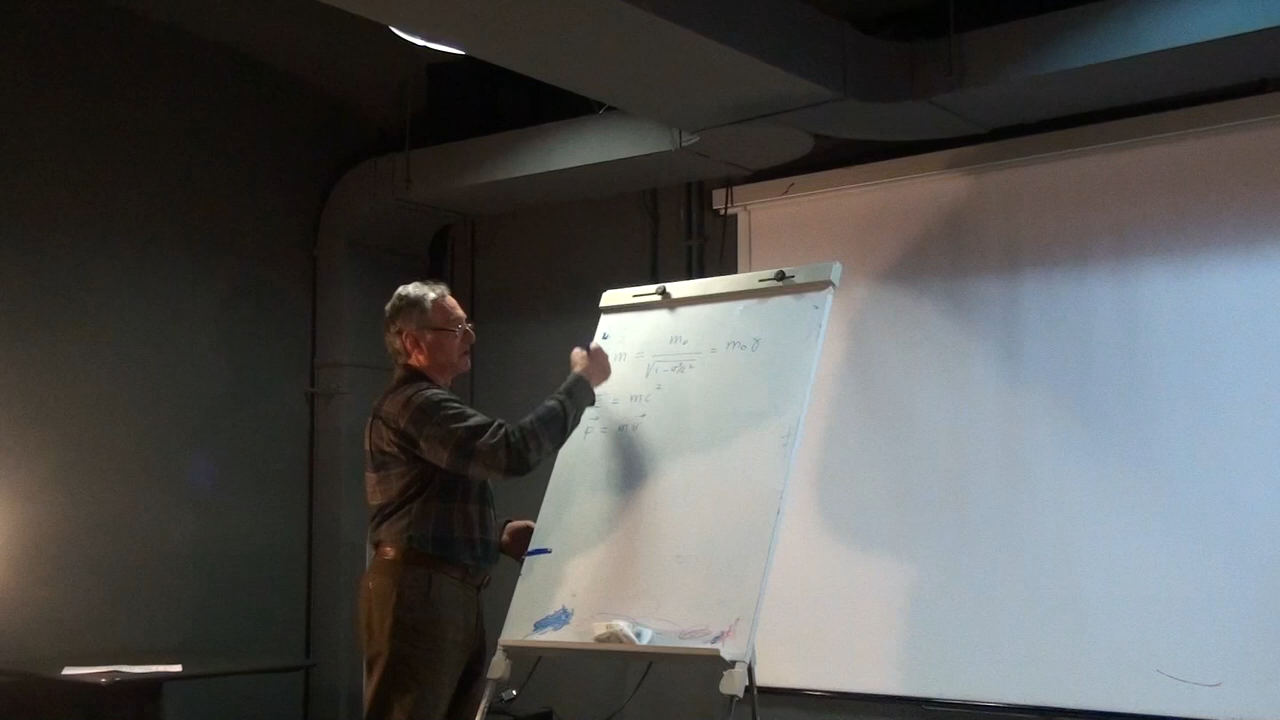 m = m₀ / √(1 - v²/c²) = m₀γ
E = mc²
p⃗ = mv⃗